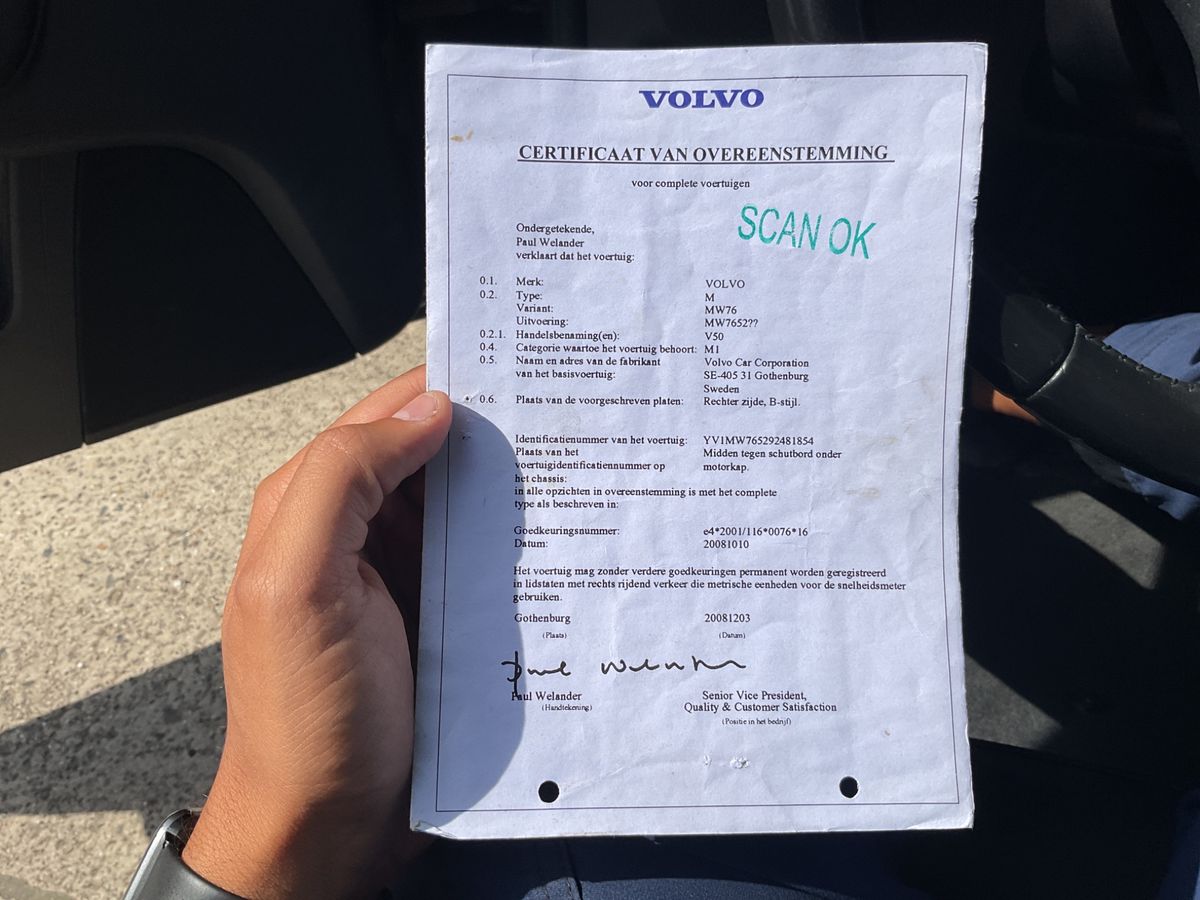 VOLVO
CERTIFICAAT VAN OVEREENSTEMMING
voor complete voertuigen
SCAN OK
Ondergetekende,
Paul Welander
verklaart dat het voertuig:
0.1. Merk: VOLVO
0.2. Type: M
Variant: MW76
Uitvoering: MW7652??
0.2.1. Handelsbenaming(en): V50
0.4. Categorie waartoe het voertuig behoort: M1
0.5. Naam en adres van de fabrikant Volvo Car Corporation
van het basisvoertuig: SE-405 31 Gothenburg
Sweden
0.6. Plaats van de voorgeschreven platen: Rechter zijde, B-stijl.
Identificatienummer van het voertuig: YV1MW765292481854
Plaats van het Midden tegen schutbord onder
voertuigidentificatiennummer op motorkap.
het chassis:
in alle opzichten in overeenstemming is met het complete
type als beschreven in:
Goedkeuringsnummer: e4*2001/116*0076*16
Datum: 20081010
Het voertuig mag zonder verdere goedkeuringen permanent worden geregistreerd
in lidstaten met rechts rijdend verkeer die metrische eenheden voor de snelheidsmeter
gebruiken.
Gothenburg 20081203
(Plaats) (Datum)
Paul Welander
Paul Welander Senior Vice President,
(Handtekening) Quality & Customer Satisfaction
(Positie in het bedrijf)